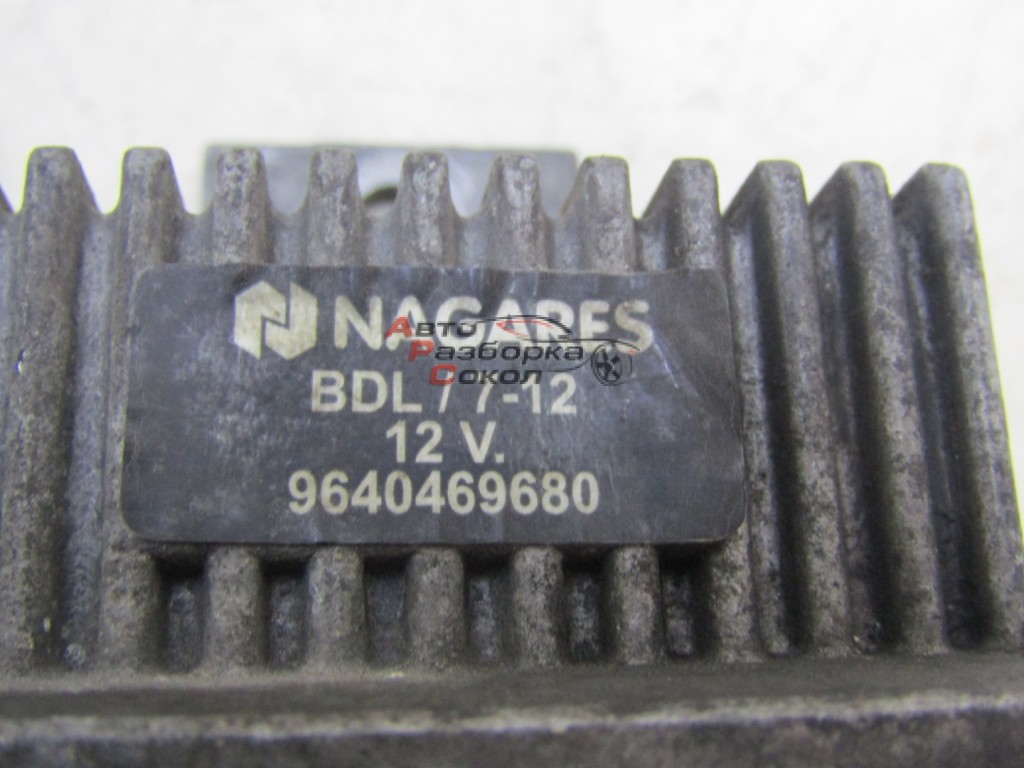 NAGARES
Авто
Разборка
Сокол
BDL / 7-12
12 V.
9640469680